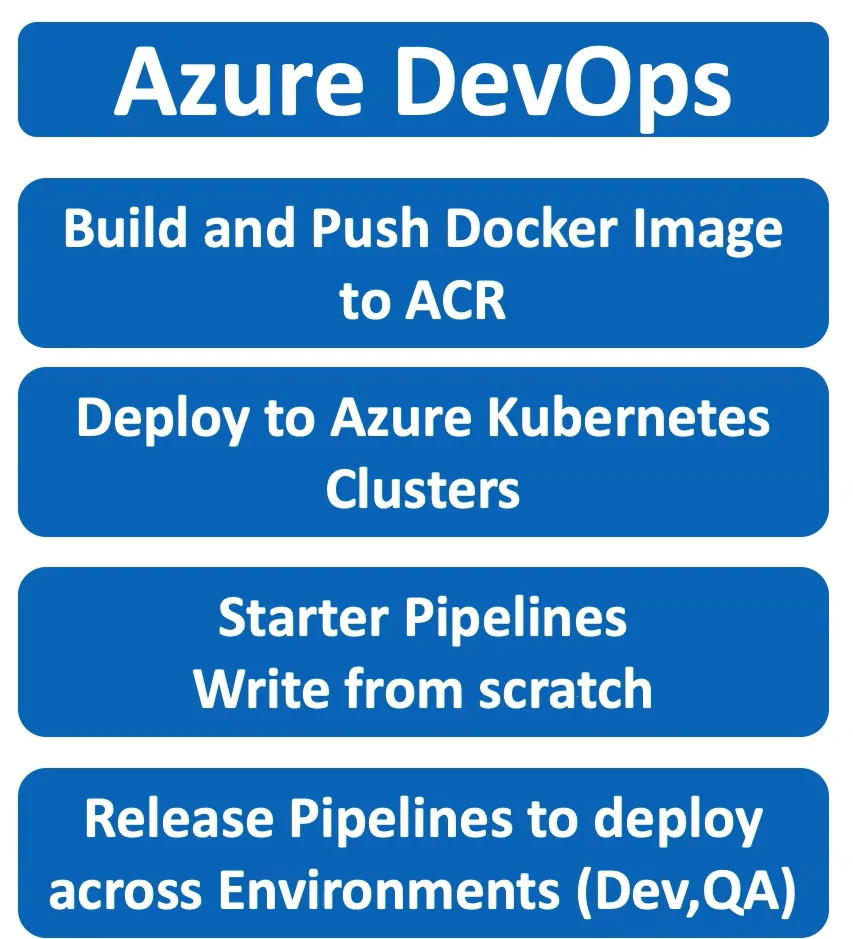 Azure DevOps
Build and Push Docker Image
to ACR
Deploy to Azure Kubernetes
Clusters
Starter Pipelines
Write from scratch
Release Pipelines to deploy
across Environments (Dev,QA)